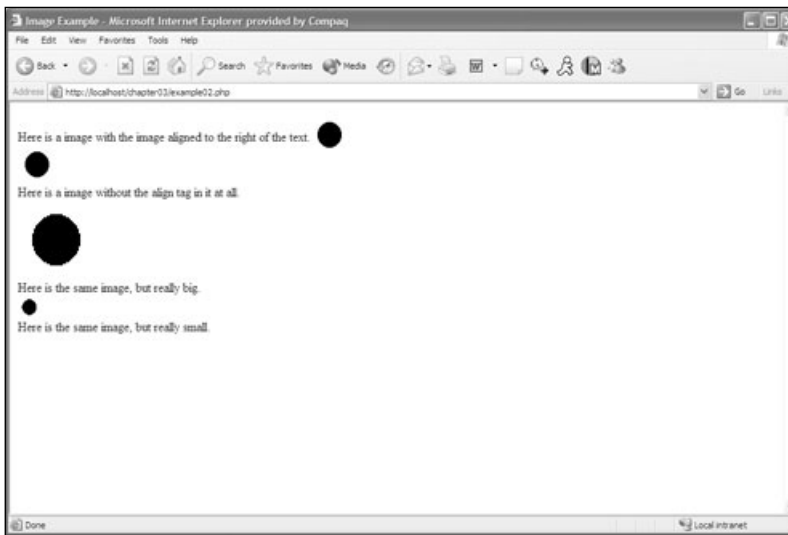 Image Example - Microsoft Internet Explorer provided by Compaq
File Edit View Favorites Tools Help
Back Search Favorites Media
Address http://localhost/chapter03/example02.php Go Links
Here is a image with the image aligned to the right of the text.
Here is a image without the align tag in it at all.
Here is the same image, but really big.
Here is the same image, but really small.
Done Local intranet